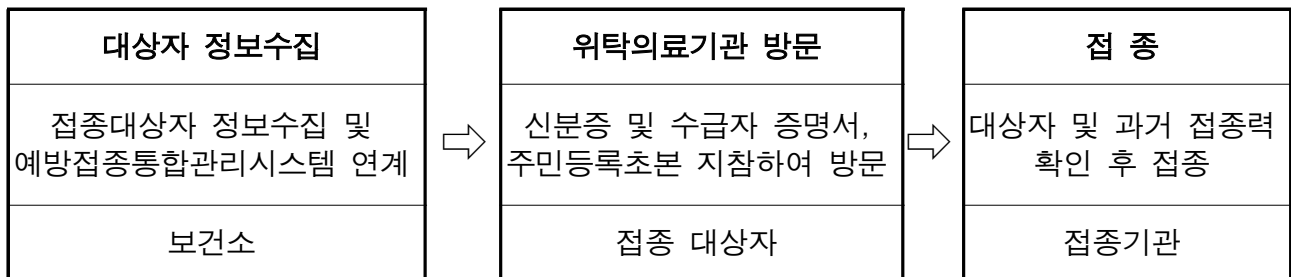 대상자 정보수집
접종대상자 정보수집 및
예방접종통합관리시스템 연계
보건소
⇨
위탁의료기관 방문
신분증 및 수급자 증명서,
주민등록초본 지참하여 방문
접종 대상자
⇨
접 종
대상자 및 과거 접종력
확인 후 접종
접종기관